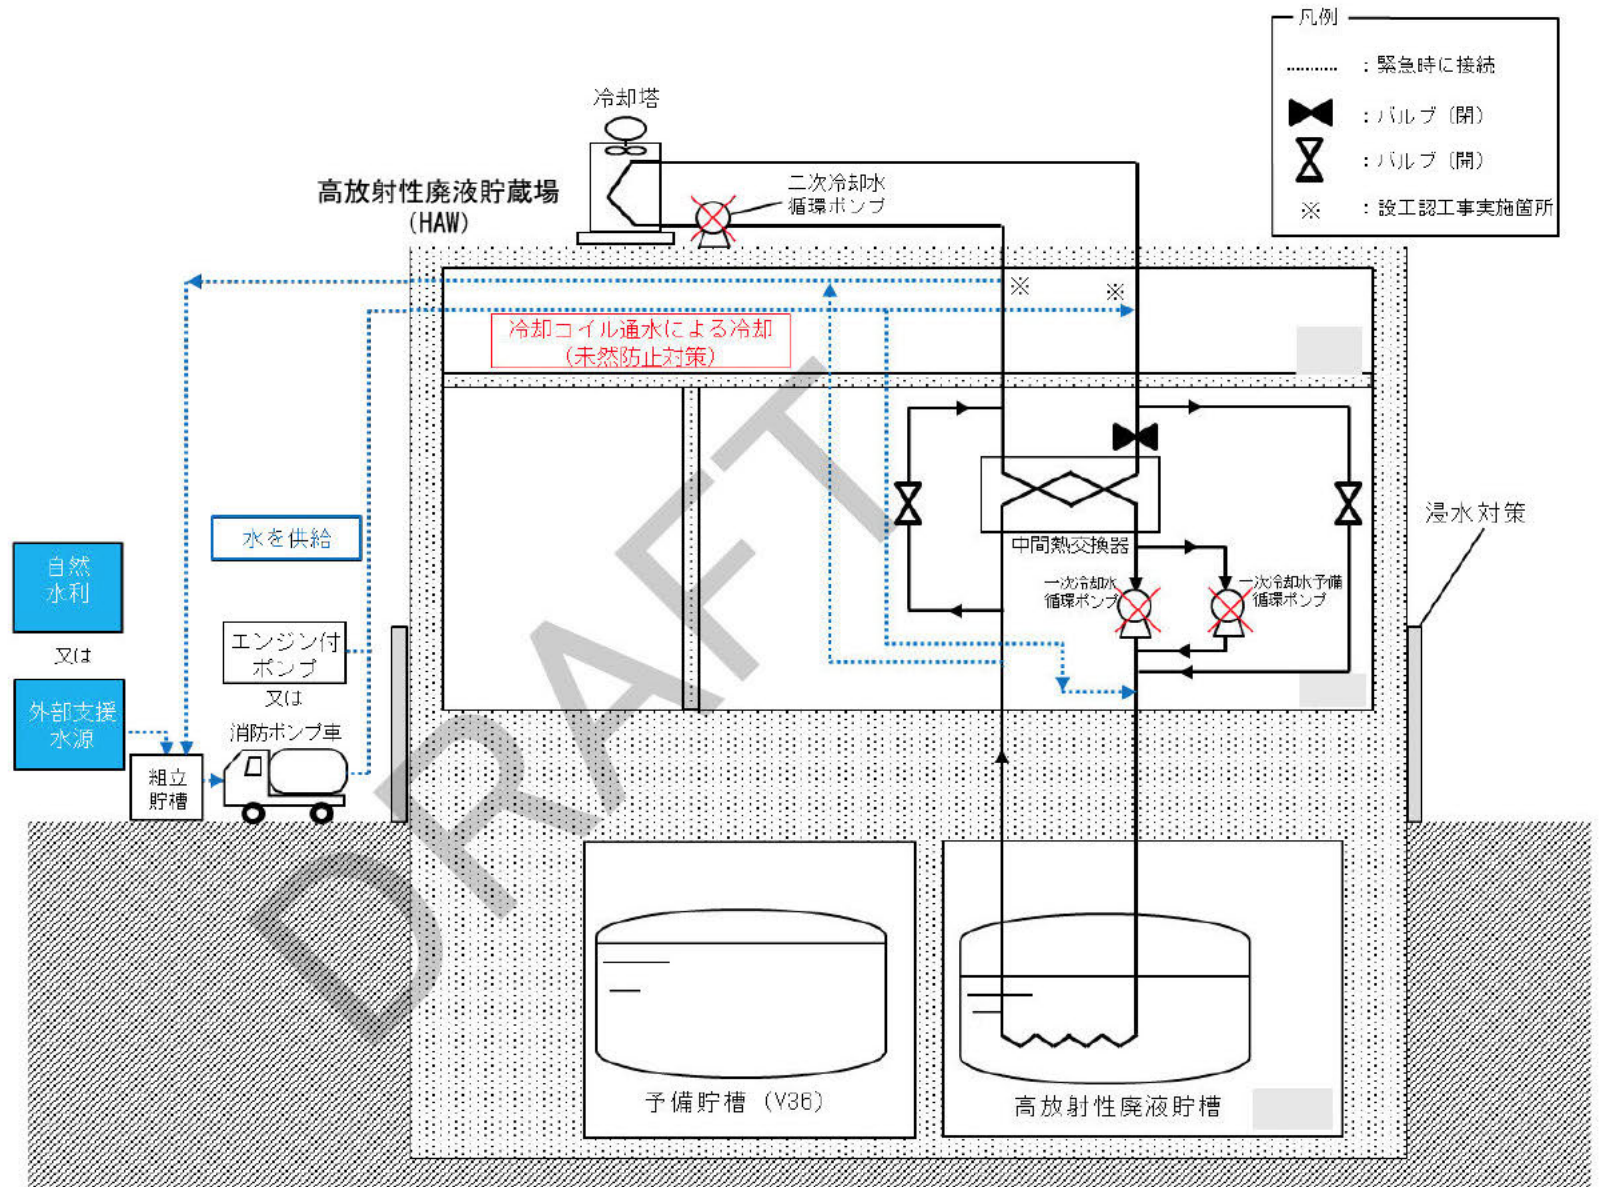 凡例
：緊急時に接続
：バルブ（閉）
：バルブ（開）
※ ：設工認工事実施箇所
冷却塔
二次冷却水
循環ポンプ
高放射性廃液貯蔵場
(HAW)
※
※
冷却コイル通水による冷却
（未然防止対策）
水を供給
自然
水利
又は
外部支援
水源
エンジン付
ポンプ
又は
消防ポンプ車
組立
貯槽
中間熱交換器
一次冷却水
循環ポンプ
一次冷却水予備
循環ポンプ
浸水対策
DRAFT
予備貯槽（V36）
高放射性廃液貯槽